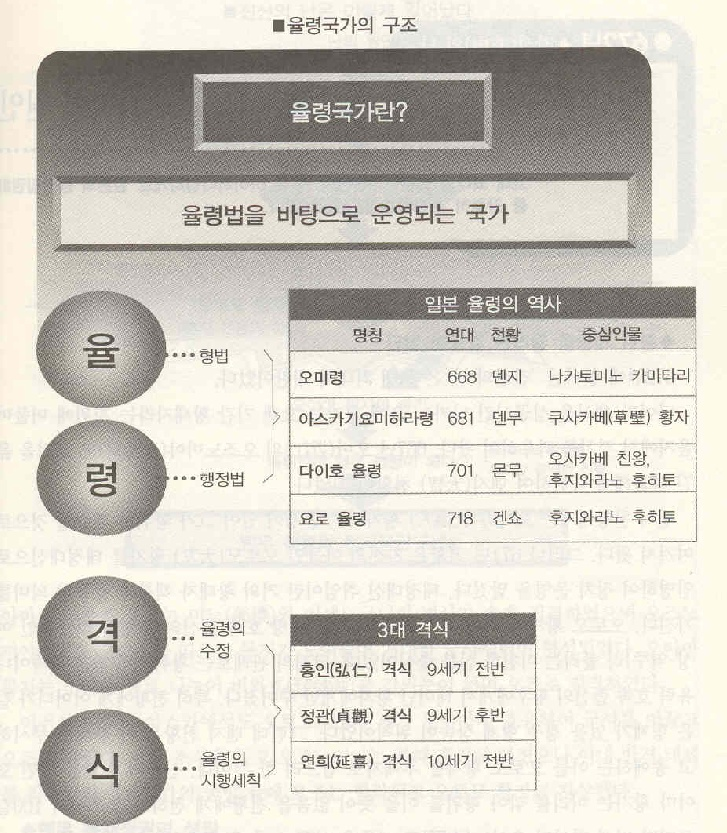 ■율령국가의 구조
율령국가란?
율령법을 바탕으로 운영되는 국가
율
····형법
령
····행정법
일본 율령의 역사
명칭 연대 천황 중심인물
오미령 668 덴지 나카토미노 카마타리
아스카기요미하라령 681 덴무 쿠사카베(草壁) 황자
다이호 율령 701 몬무 오사카베 친왕,
후지와라노 후히토
요로 율령 718 겐쇼 후지와라노 후히토
격
···· 율령의
수정
식
···· 율령의
시행세칙
3대 격식
홍인(弘仁) 격식 9세기 전반
정관(貞觀) 격식 9세기 후반
연희(延喜) 격식 10세기 전반